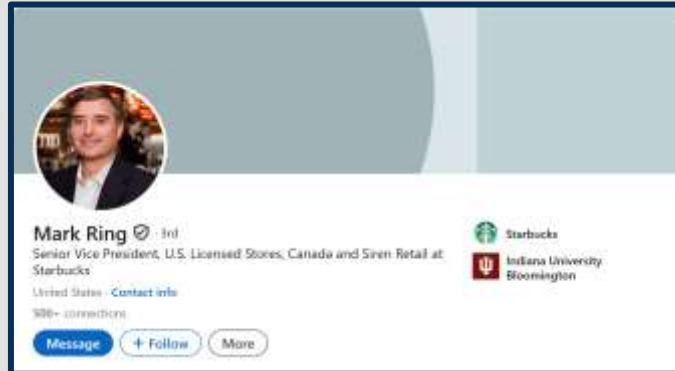 Mark Ring · 3rd
Senior Vice President, U.S. Licensed Stores, Canada and Siren Retail at
Starbucks
United States · Contact info
500+ connections
Message
+ Follow
More
Starbucks
Indiana University
Bloomington